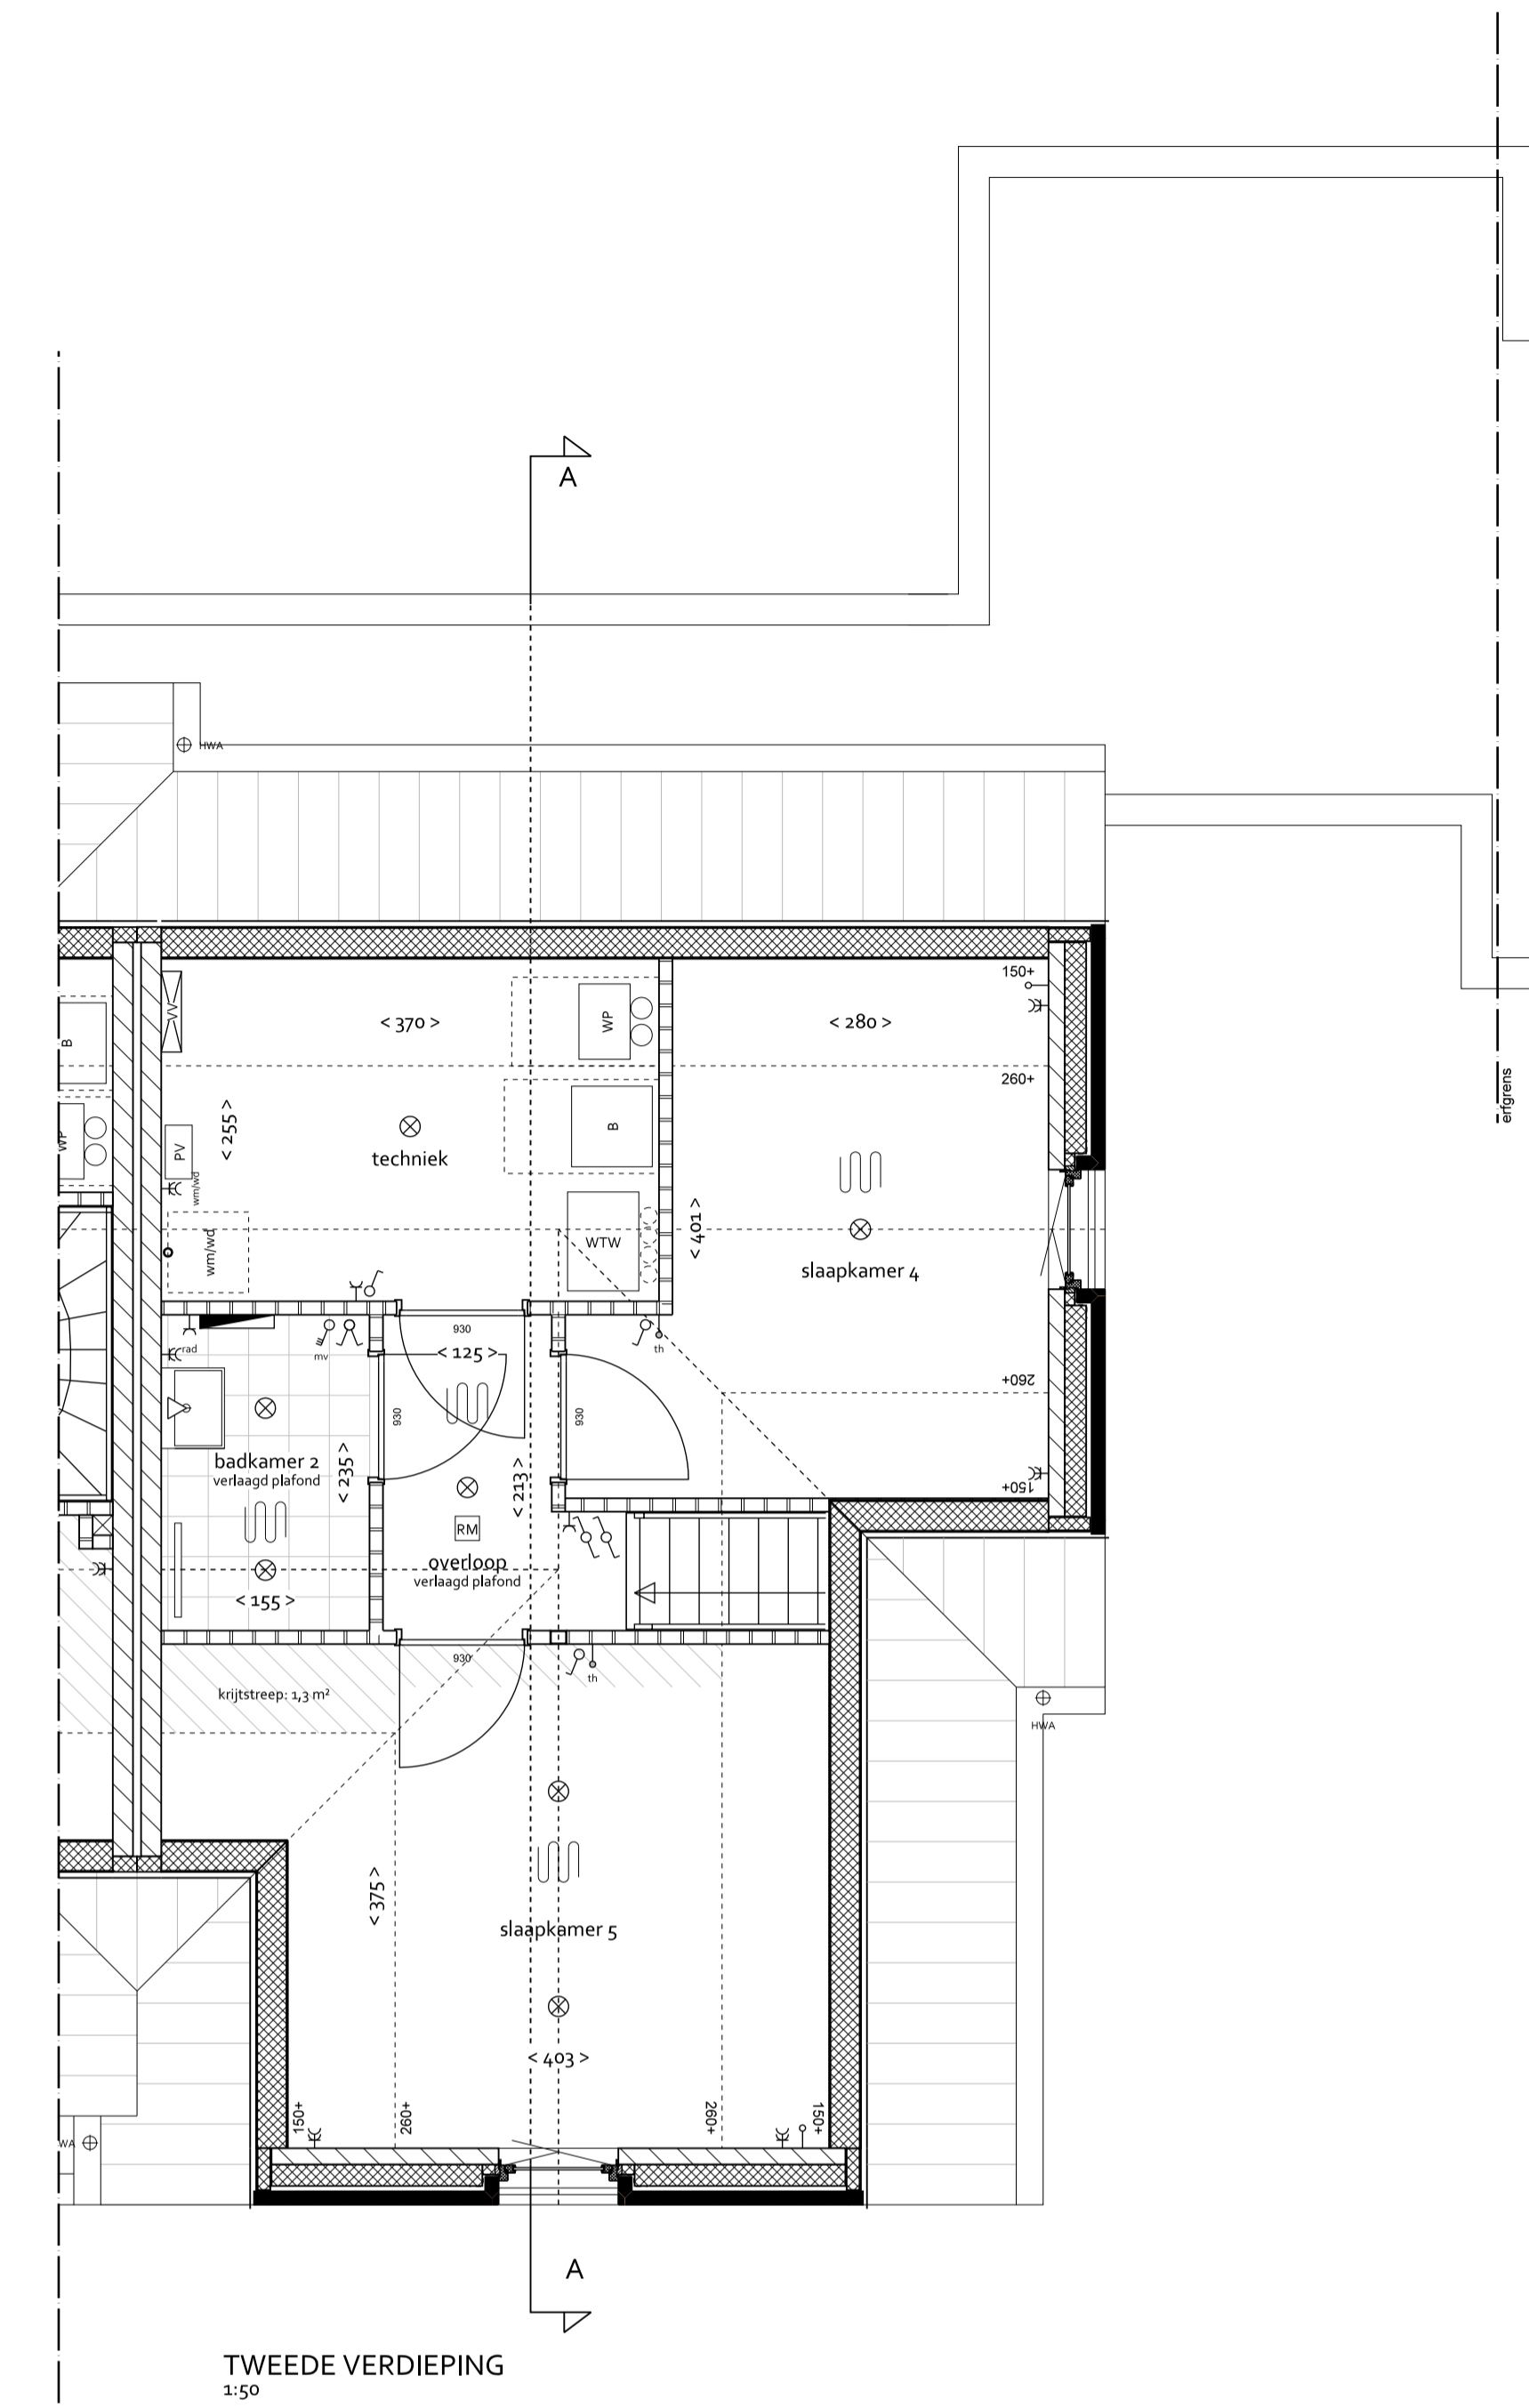 A
HWA
150+
VV
WP
< 370 >
< 280 >
B
260+
erfgrens
< 255 >
B
WP
techniek
PV
wm/wd
wm/wd
WTW
< 401 >
slaapkamer 4
930
rad
mv
< 125 >
th
260+
930
930
badkamer 2
verlaagd plafond
< 235 >
< 213 >
150+
RM
overloop
verlaagd plafond
< 155 >
930
th
krijtstreep: 1,3 m²
HWA
< 375 >
slaapkamer 5
< 403 >
150+
260+
260+
150+
WA
A
TWEEDE VERDIEPING
1:50